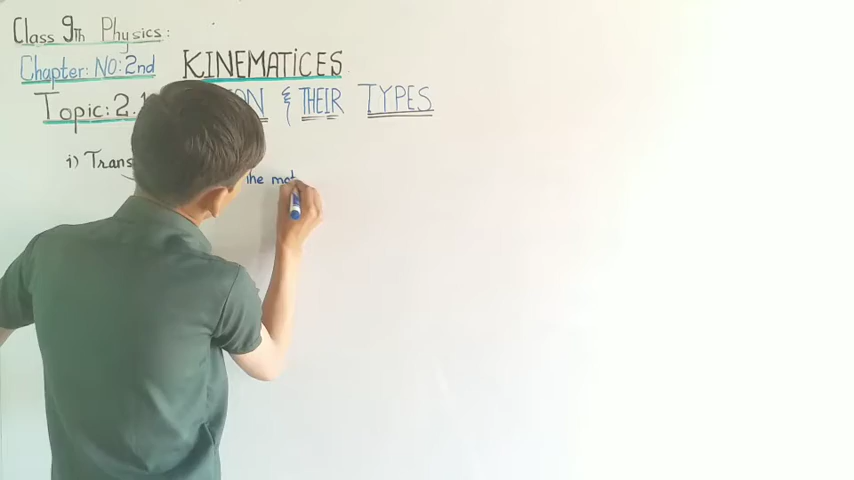 Class 9Th Physics:
Chapter: NO: 2nd KINEMATiCES
Topic: 2.1 & THEIR TYPES
i) Trans
the mot